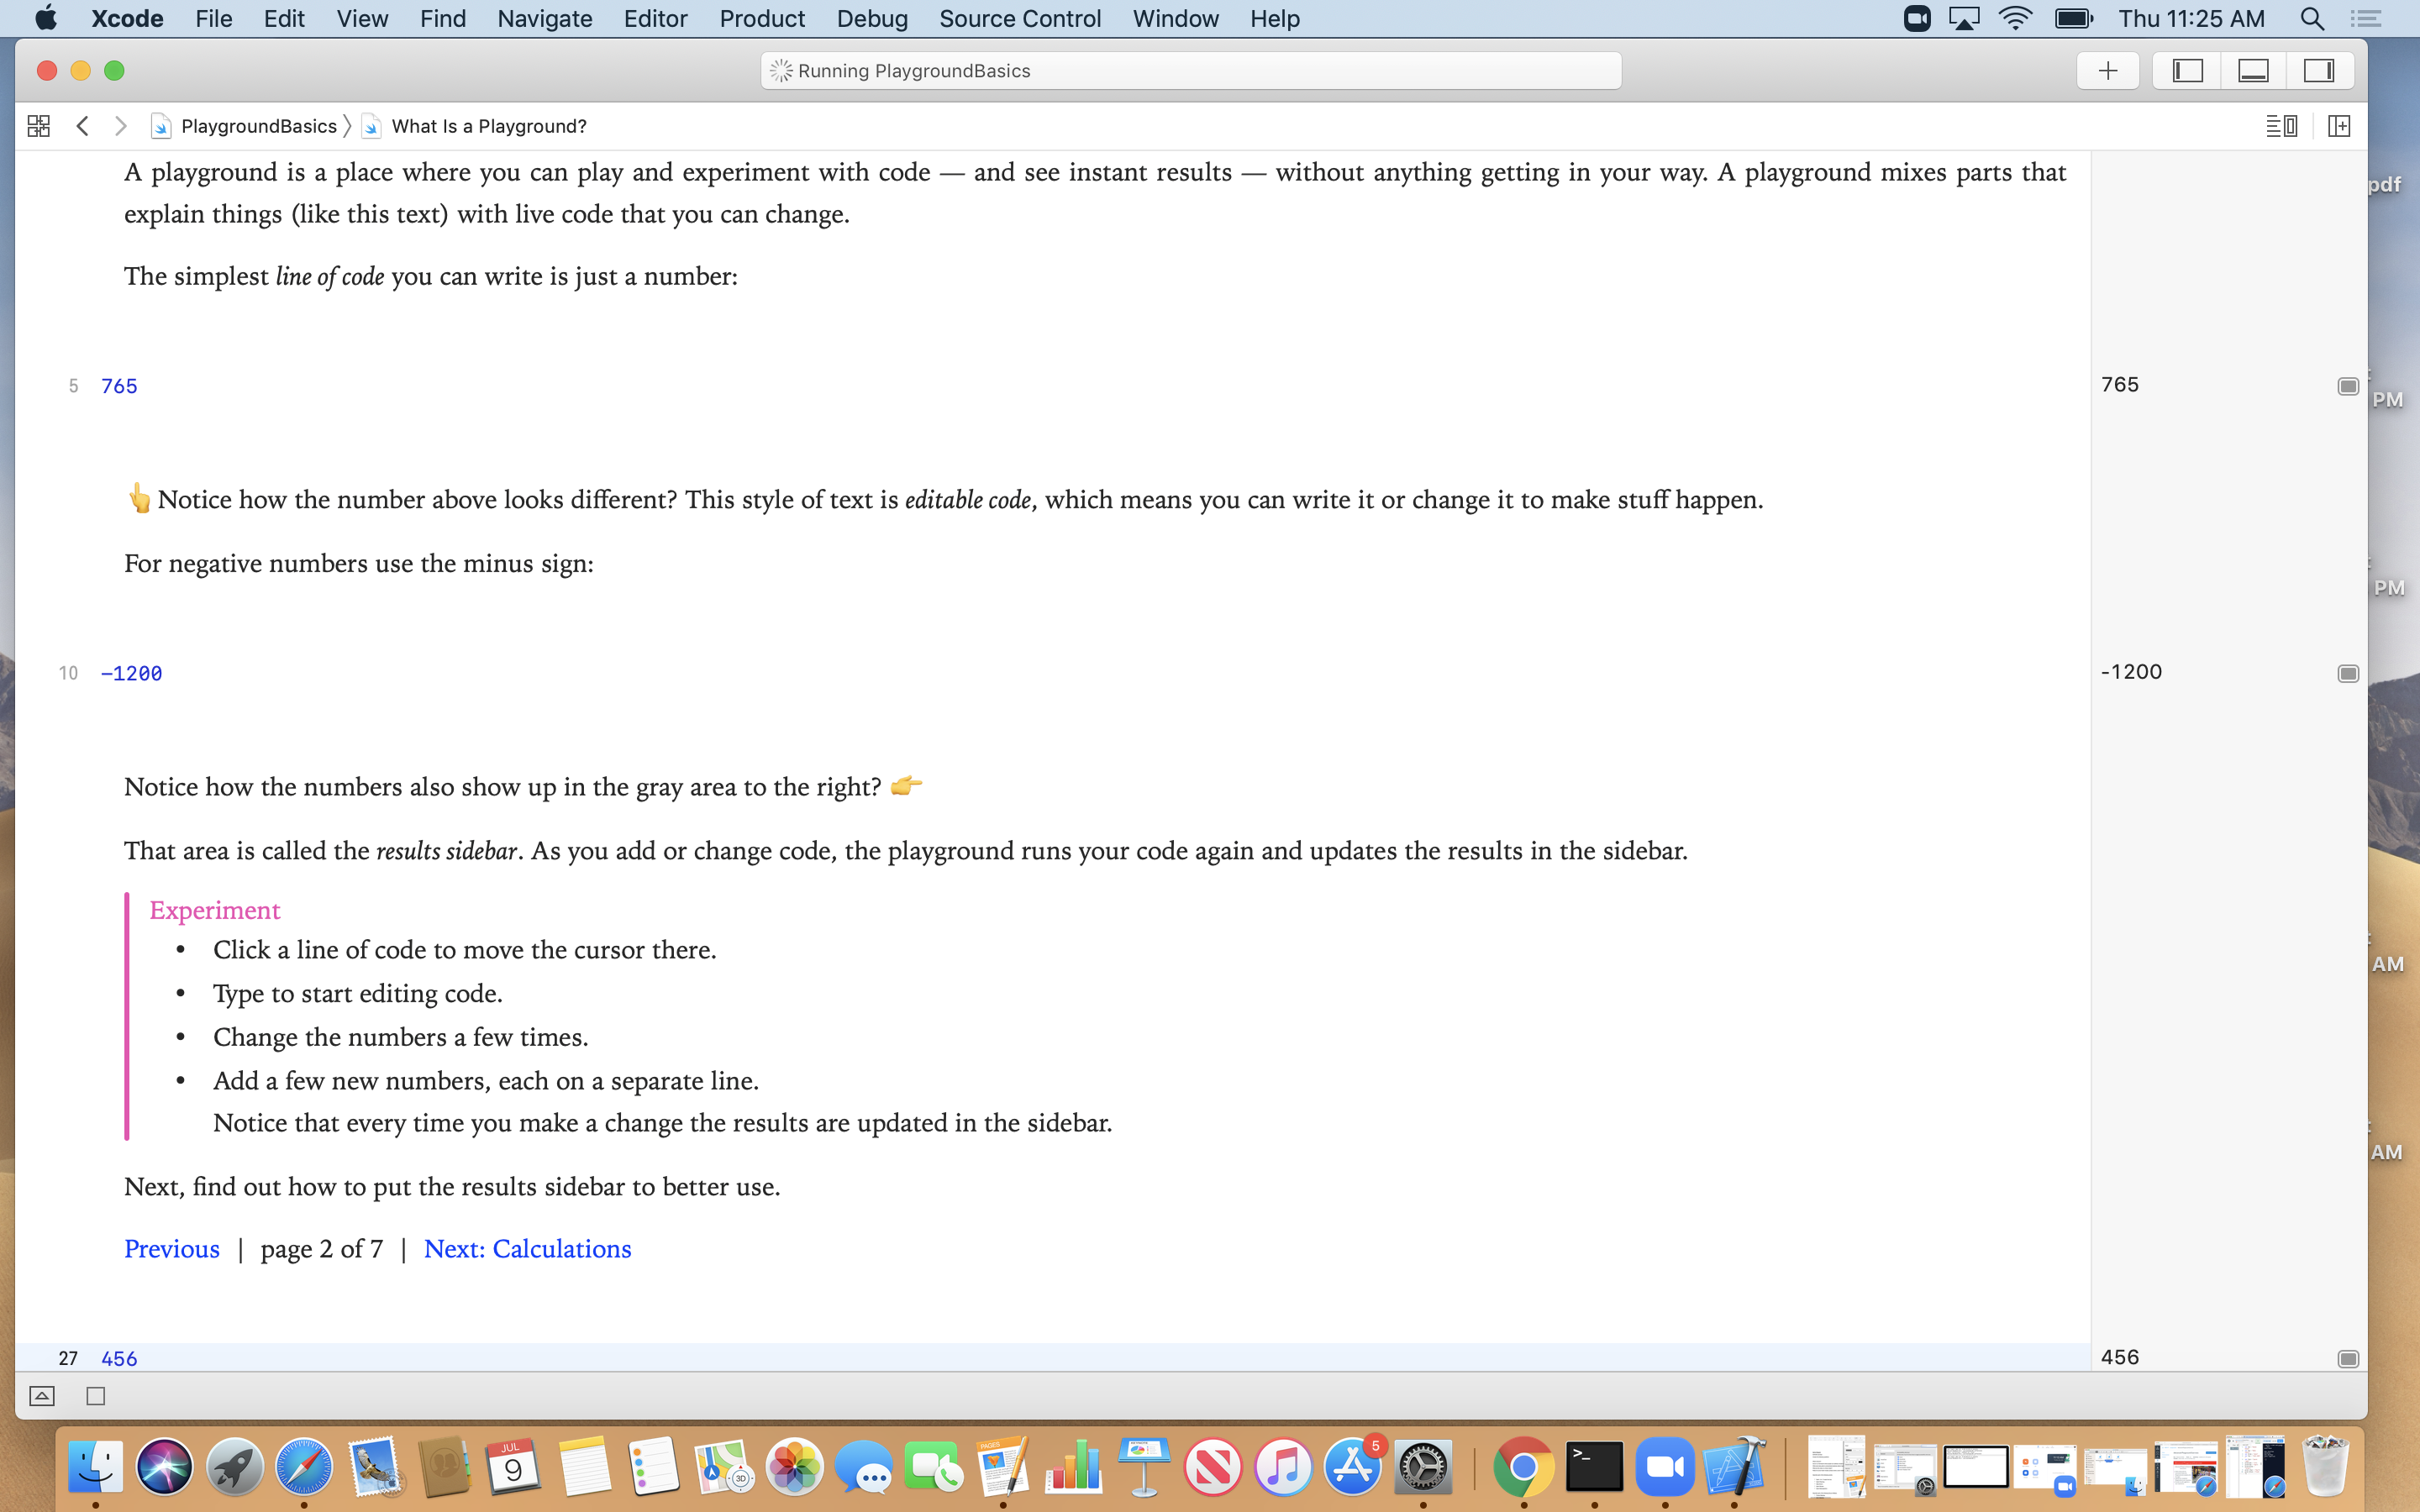 Xcode File Edit View Find Navigate Editor Product Debug Source Control Window Help Thu 11:25 AM
Running PlaygroundBasics
PlaygroundBasics What Is a Playground?
A playground is a place where you can play and experiment with code — and see instant results — without anything getting in your way. A playground mixes parts that
explain things (like this text) with live code that you can change.
pdf
The simplest line of code you can write is just a number:
5 765 765
PM
👆Notice how the number above looks different? This style of text is editable code, which means you can write it or change it to make stuff happen.
For negative numbers use the minus sign:
PM
10 -1200 -1200
Notice how the numbers also show up in the gray area to the right? 👉
That area is called the results sidebar. As you add or change code, the playground runs your code again and updates the results in the sidebar.
Experiment
• Click a line of code to move the cursor there.
AM
• Type to start editing code.
• Change the numbers a few times.
• Add a few new numbers, each on a separate line.
Notice that every time you make a change the results are updated in the sidebar.
AM
Next, find out how to put the results sidebar to better use.
Previous | page 2 of 7 | Next: Calculations
27 456 456
JUL
9
3D
PAGES
5
>_